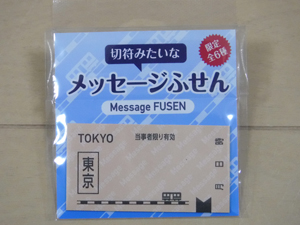 切符みたいな
限定
全6種
メッセージふせん
Message FUSEN
TOKYO
当事者限り有効
東京
月 日 曜